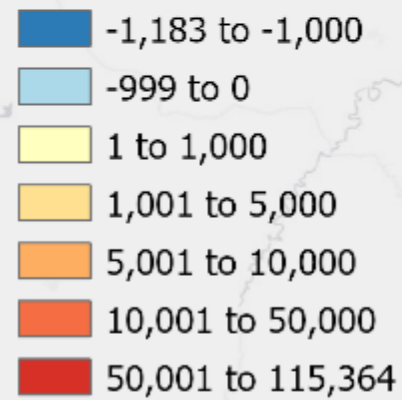 -1,183 to -1,000
-999 to 0
1 to 1,000
1,001 to 5,000
5,001 to 10,000
10,001 to 50,000
50,001 to 115,364